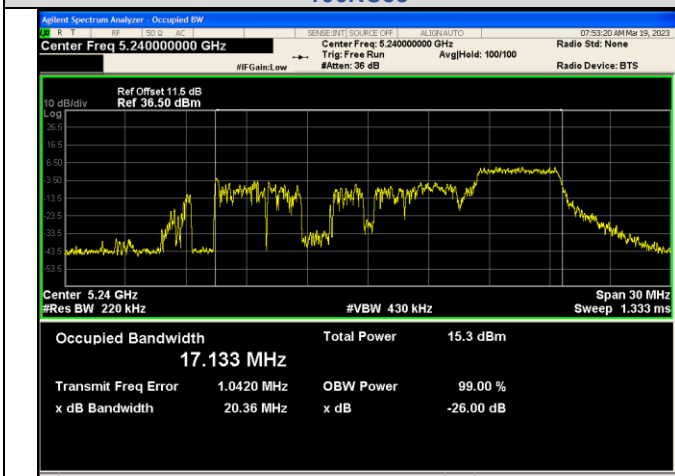 Agilent Spectrum Analyzer - Occupied BW
R T RF 50 Ω AC SENSE:INT SOURCE OFF ALIGN AUTO 07:53:20 AM Mar 19, 2023
Center Freq 5.240000000 GHz Center Freq: 5.240000000 GHz Radio Std: None
Trig: Free Run Avg|Hold: 100/100
#IFGain:Low #Atten: 36 dB Radio Device: BTS
Ref Offset 11.5 dB
10 dB/div Ref 36.50 dBm
Log
26.5
16.5
6.50
-3.50
-13.5
-23.5
-33.5
-43.5
-53.5
Center 5.24 GHz Span 30 MHz
#Res BW 220 kHz #VBW 430 kHz Sweep 1.333 ms
Occupied Bandwidth Total Power 15.3 dBm
17.133 MHz
Transmit Freq Error 1.0420 MHz OBW Power 99.00 %
x dB Bandwidth 20.36 MHz x dB -26.00 dB